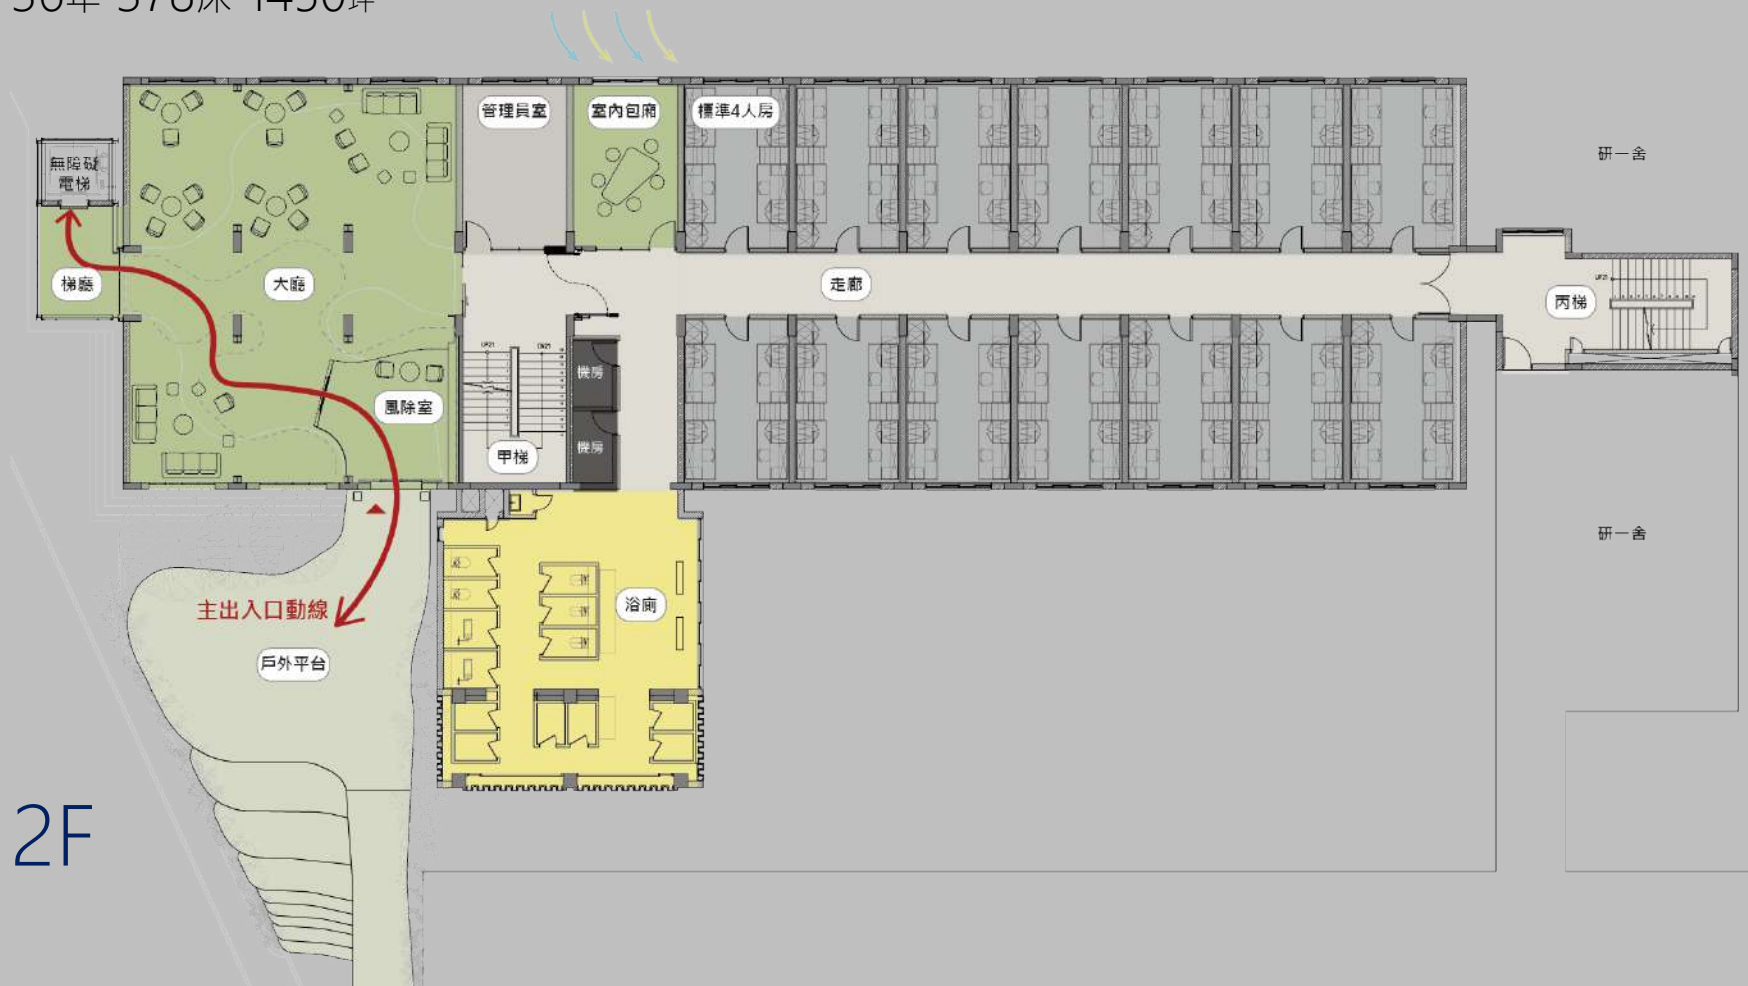 管理員室
室內包廂
標準4人房
無障礙
電梯
研一舍
梯廳
大廳
走廊
丙梯
機房
風除室
機房
甲梯
研一舍
浴廁
主出入口動線
戶外平台
2F